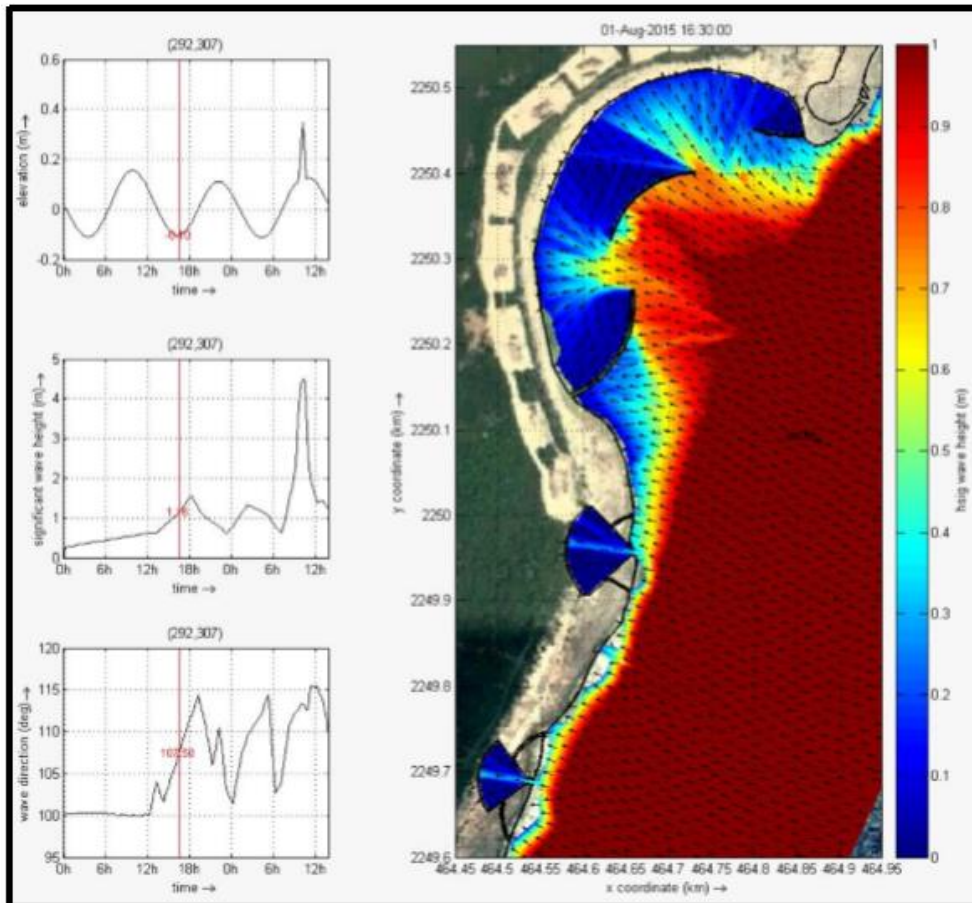 (292,307)
0.6
0.4
0.2
0
-0.2
elevation (m) →
0h 6h 12h 18h 0h 6h 12h
time →
(292,307)
5
4
3
2
1
0
significant wave height (m) →
0h 6h 12h 18h 0h 6h 12h
time →
(292,307)
120
115
110
105
100
95
wave direction (deg) →
0h 6h 12h 18h 0h 6h 12h
time →
01-Aug-2015 16:30:00
2250.5
2250.4
2250.3
2250.2
2250.1
2250
2249.9
2249.8
2249.7
2249.6
y coordinate (km) →
464.45 464.5 464.55 464.6 464.65 464.7 464.75 464.8 464.85 464.9 464.95
x coordinate (km) →
1
0.9
0.8
0.7
0.6
0.5
0.4
0.3
0.2
0.1
0
hsig wave height (m)